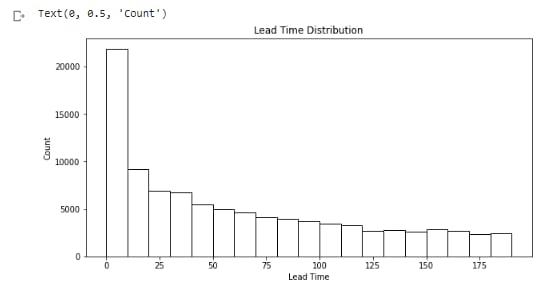 Text(0, 0.5, 'Count')
Lead Time Distribution
20000
15000
10000
5000
0
Count
0 25 50 75 100 125 150 175
Lead Time